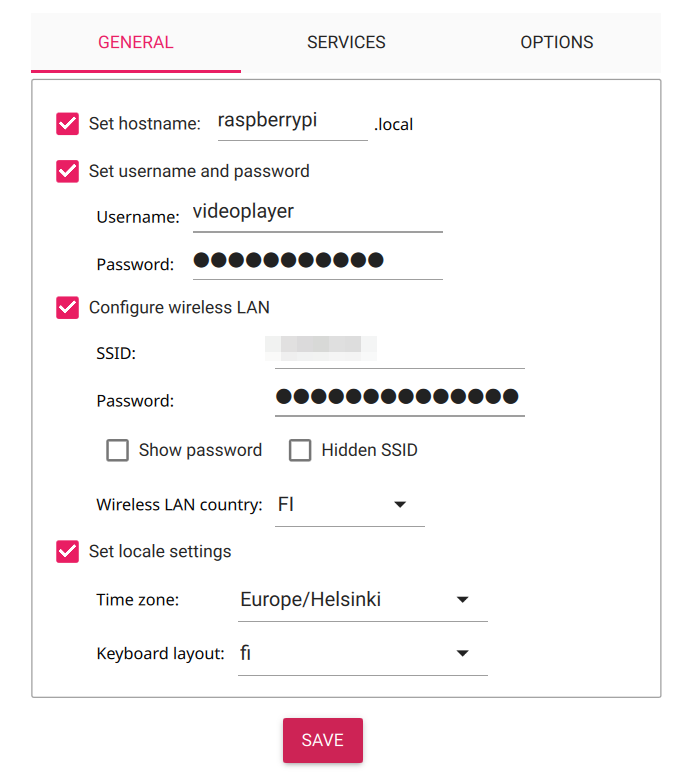 GENERAL SERVICES OPTIONS
Set hostname: raspberrypi .local
Set username and password
Username: videoplayer
Password: ●●●●●●●●●●●
Configure wireless LAN
SSID:
Password: ●●●●●●●●●●●●●●
Show password Hidden SSID
Wireless LAN country: FI
Set locale settings
Time zone: Europe/Helsinki
Keyboard layout: fi
SAVE